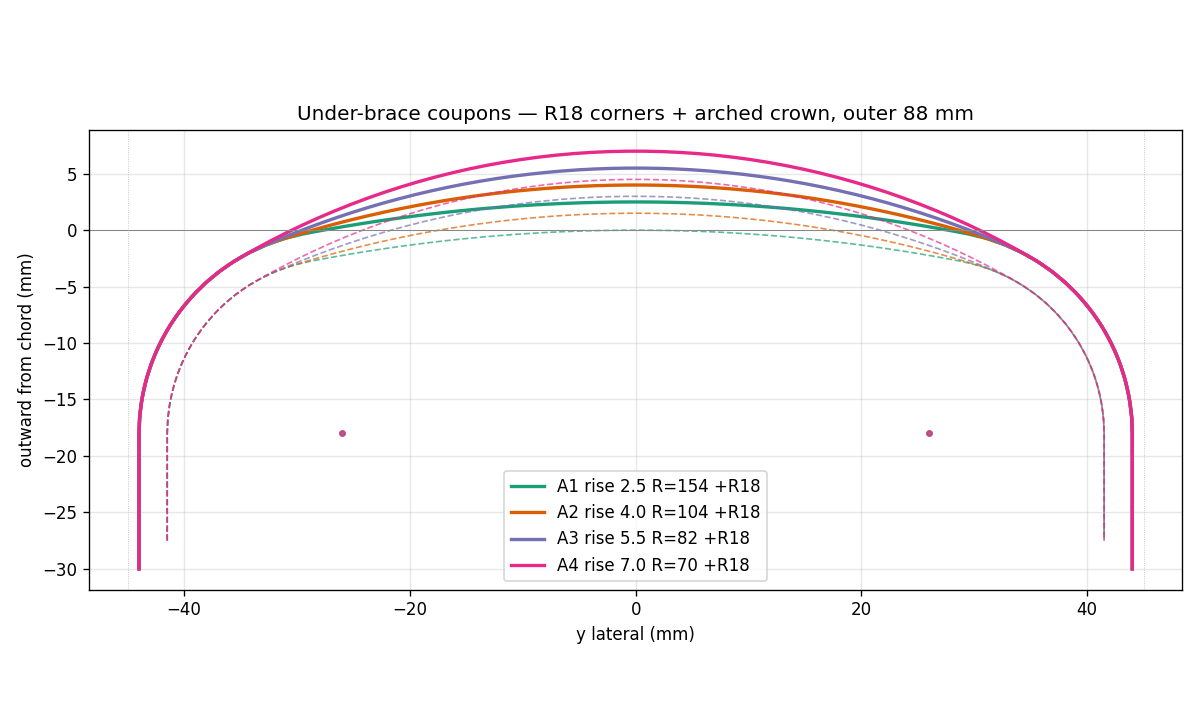 Under-brace coupons — R18 corners + arched crown, outer 88 mm
outward from chord (mm)
5
0
−5
−10
−15
−20
−25
−30
A1 rise 2.5 R=154 +R18
A2 rise 4.0 R=104 +R18
A3 rise 5.5 R=82 +R18
A4 rise 7.0 R=70 +R18
−40
−20
0
20
40
y lateral (mm)